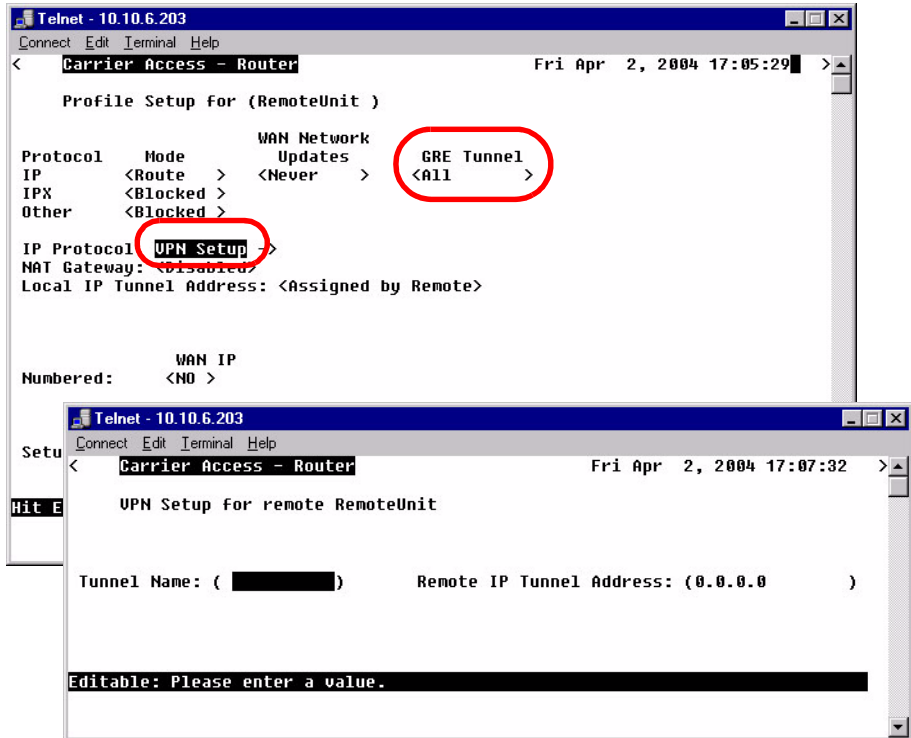 Telnet - 10.10.6.203
Connect Edit Terminal Help
< Carrier Access - Router Fri Apr 2, 2004 17:05:29 >
Profile Setup for (RemoteUnit )
WAN Network
Protocol Mode Updates GRE Tunnel
IP <Route > <Never > <All >
IPX <Blocked >
Other <Blocked >
IP Protocol VPN Setup ->
NAT Gateway: <Disabled>
Local IP Tunnel Address: <Assigned by Remote>
WAN IP
Numbered: <NO >
Setu
Hit E
Telnet - 10.10.6.203
Connect Edit Terminal Help
< Carrier Access - Router Fri Apr 2, 2004 17:07:32 >
VPN Setup for remote RemoteUnit
Tunnel Name: ( ) Remote IP Tunnel Address: (0.0.0.0 )
Editable: Please enter a value.